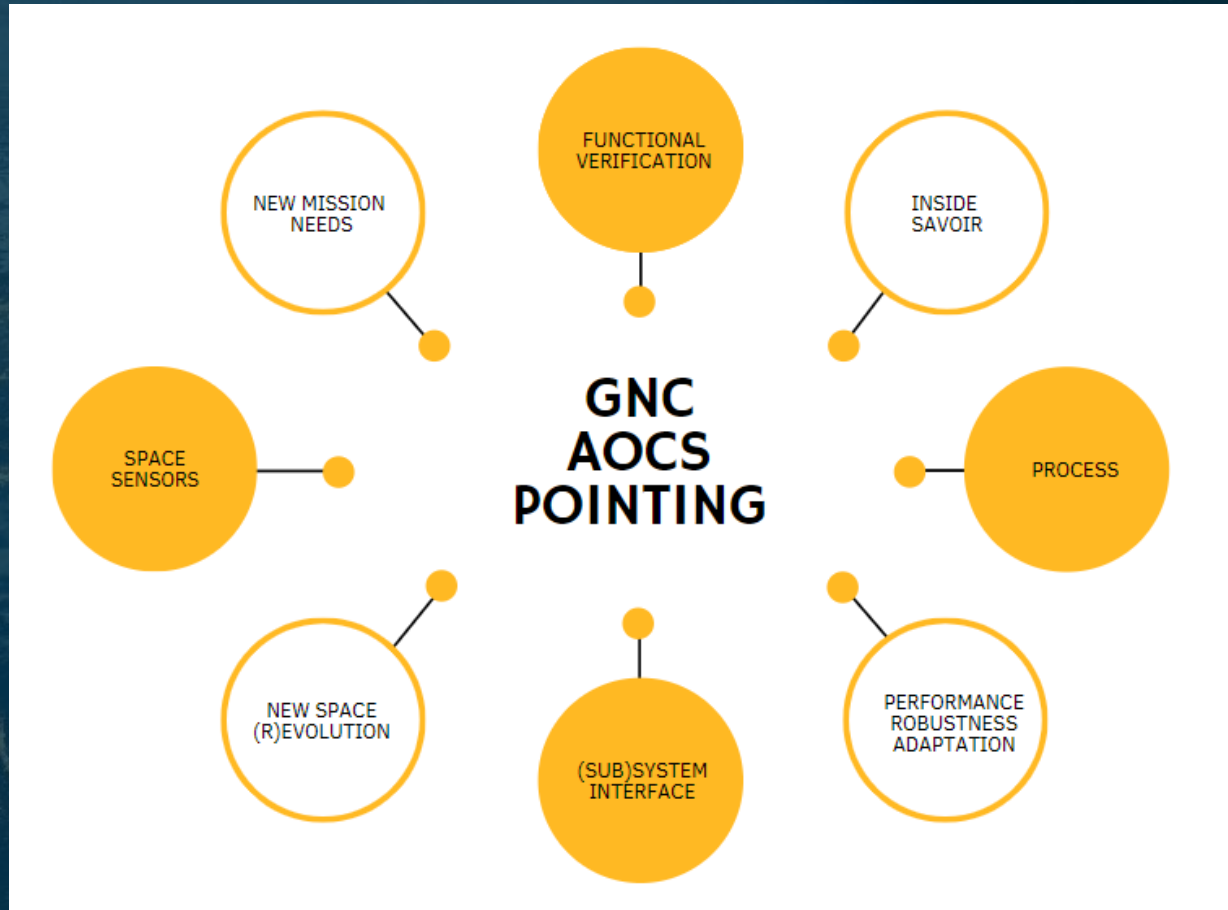 FUNCTIONAL
VERIFICATION
NEW MISSION
NEEDS
INSIDE
SAVOIR
GNC
AOCS
POINTING
SPACE
SENSORS
PROCESS
NEW SPACE
(R)EVOLUTION
(SUB)SYSTEM
INTERFACE
PERFORMANCE
ROBUSTNESS
ADAPTATION